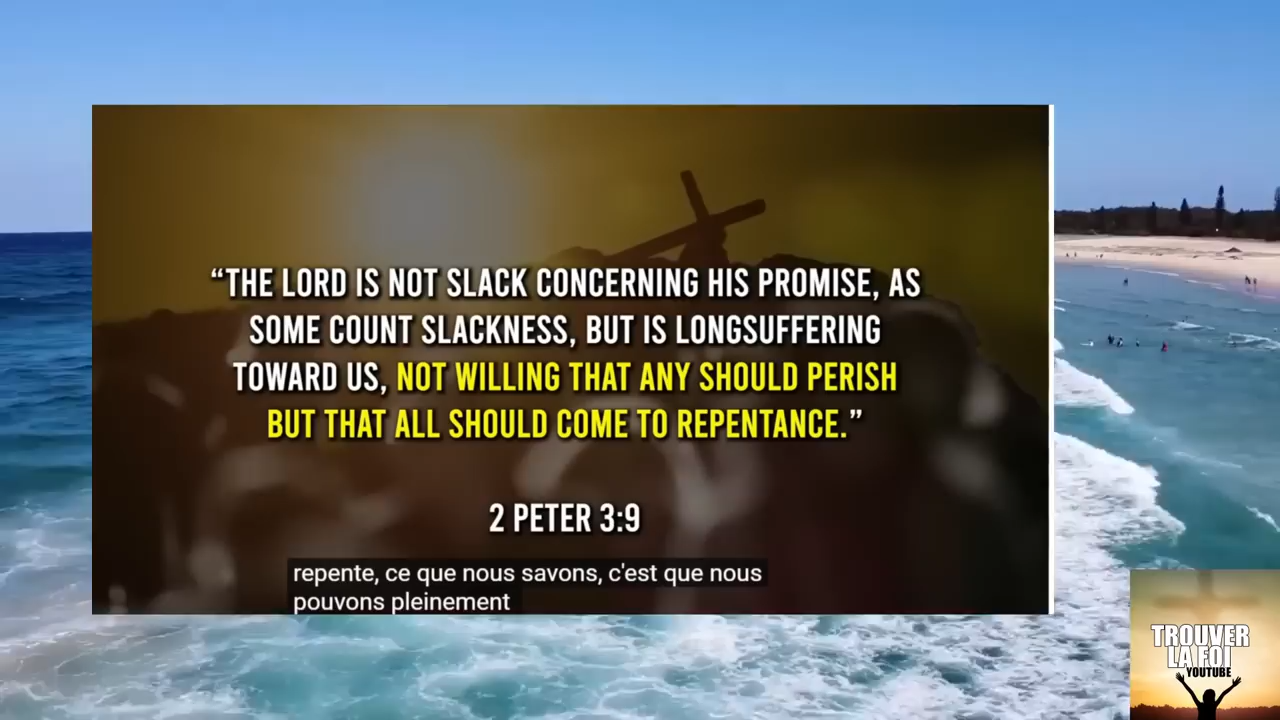 “THE LORD IS NOT SLACK CONCERNING HIS PROMISE, AS
SOME COUNT SLACKNESS, BUT IS LONGSUFFERING
TOWARD US, NOT WILLING THAT ANY SHOULD PERISH
BUT THAT ALL SHOULD COME TO REPENTANCE.”
2 PETER 3:9
repente, ce que nous savons, c'est que nous
pouvons pleinement
TROUVER
LA FOI
YOUTUBE